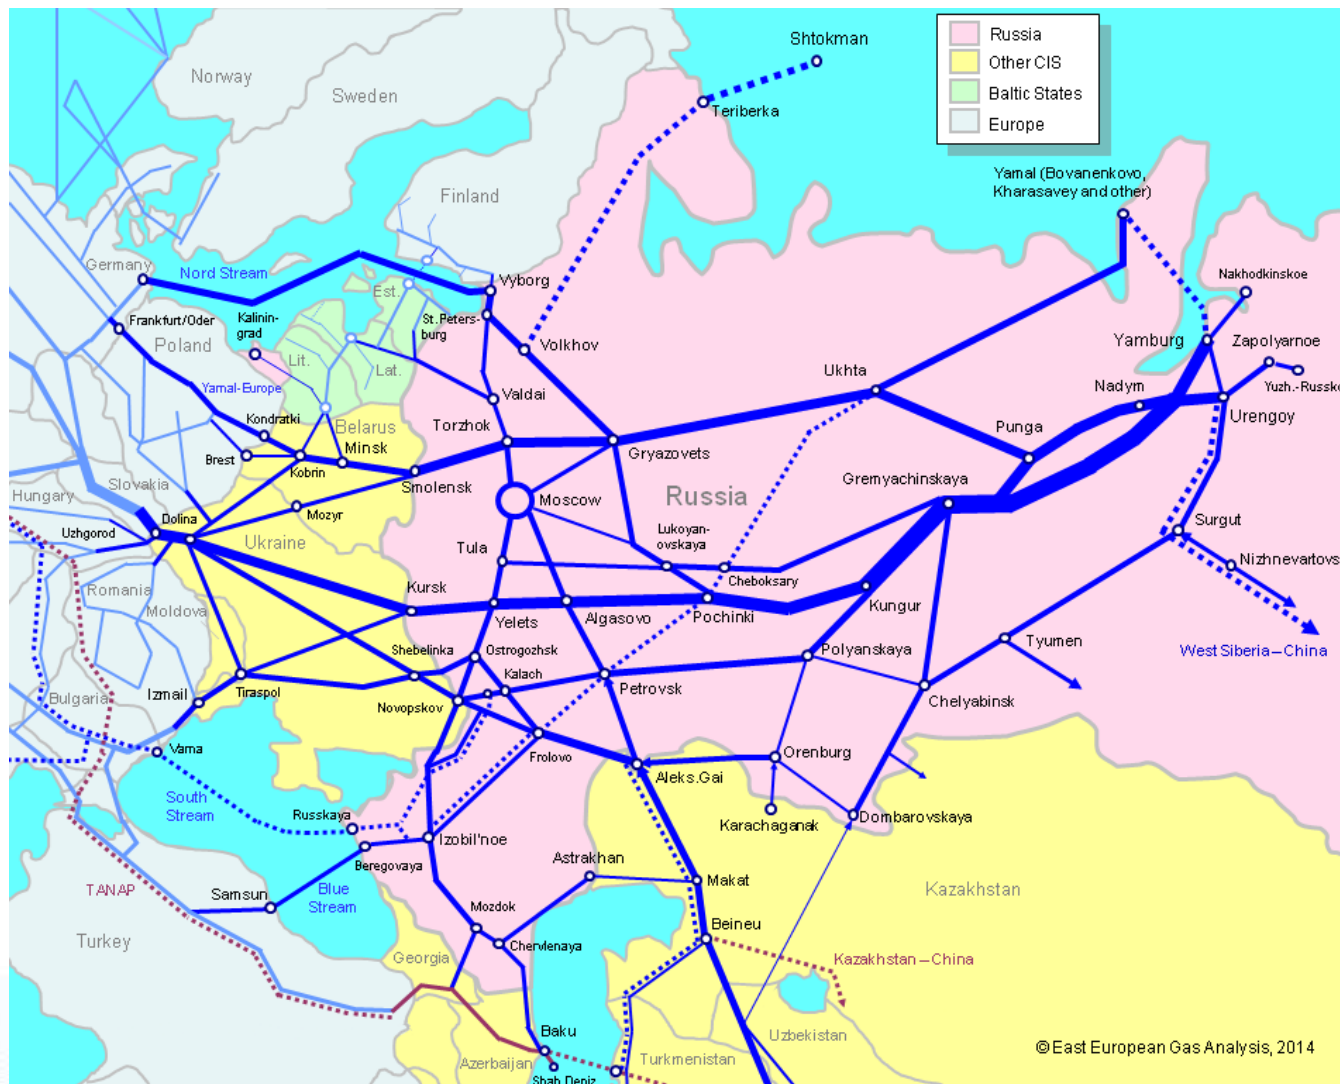 Shtokman
Russia
Other CIS
Baltic States
Europe
Norway
Sweden
Teriberka
Yamal (Bovanenkovo,
Kharasavey and other)
Finland
Germany
Nord Stream
Vyborg
Nakhodkinskoe
Est.
Kalinin-
grad
St.Peters-
burg
Frankfurt/Oder
Poland
Volkhov
Yamburg
Zapolyarnoe
Lit.
Lat.
Ukhta
Yamal-Europe
Valdai
Nadym
Urengoy
Kondratki
Belarus
Torzhok
Punga
Brest
Kobrin
Minsk
Gryazovets
Slovakia
Smolensk
Gremyachinskaya
Hungary
Moscow
Russia
Dolina
Mozyr
Surgut
Uzhgorod
Ukraine
Tula
Lukoyan-
ovskaya
Cheboksary
Romania
Kursk
Moldova
Yelets
Algasovo
Pochinki
Kungur
Shebelinka
Ostrogozhsk
Polyanskaya
Tyumen
West Siberia–China
Kalach
Bulgaria
Izmail
Tiraspol
Novopskov
Petrovsk
Chelyabinsk
Varna
Frolovo
Orenburg
Aleks.Gai
South
Stream
Russkaya
Karachaganak
Dombarovskaya
Izobil'noe
Beregovaya
Astrakhan
TANAP
Samsun
Blue
Stream
Makat
Kazakhstan
Mozdok
Beineu
Turkey
Georgia
Chervlenaya
Kazakhstan–China
Baku
Uzbekistan
Azerbaijan
Turkmenistan
© East European Gas Analysis, 2014
Shah Deniz